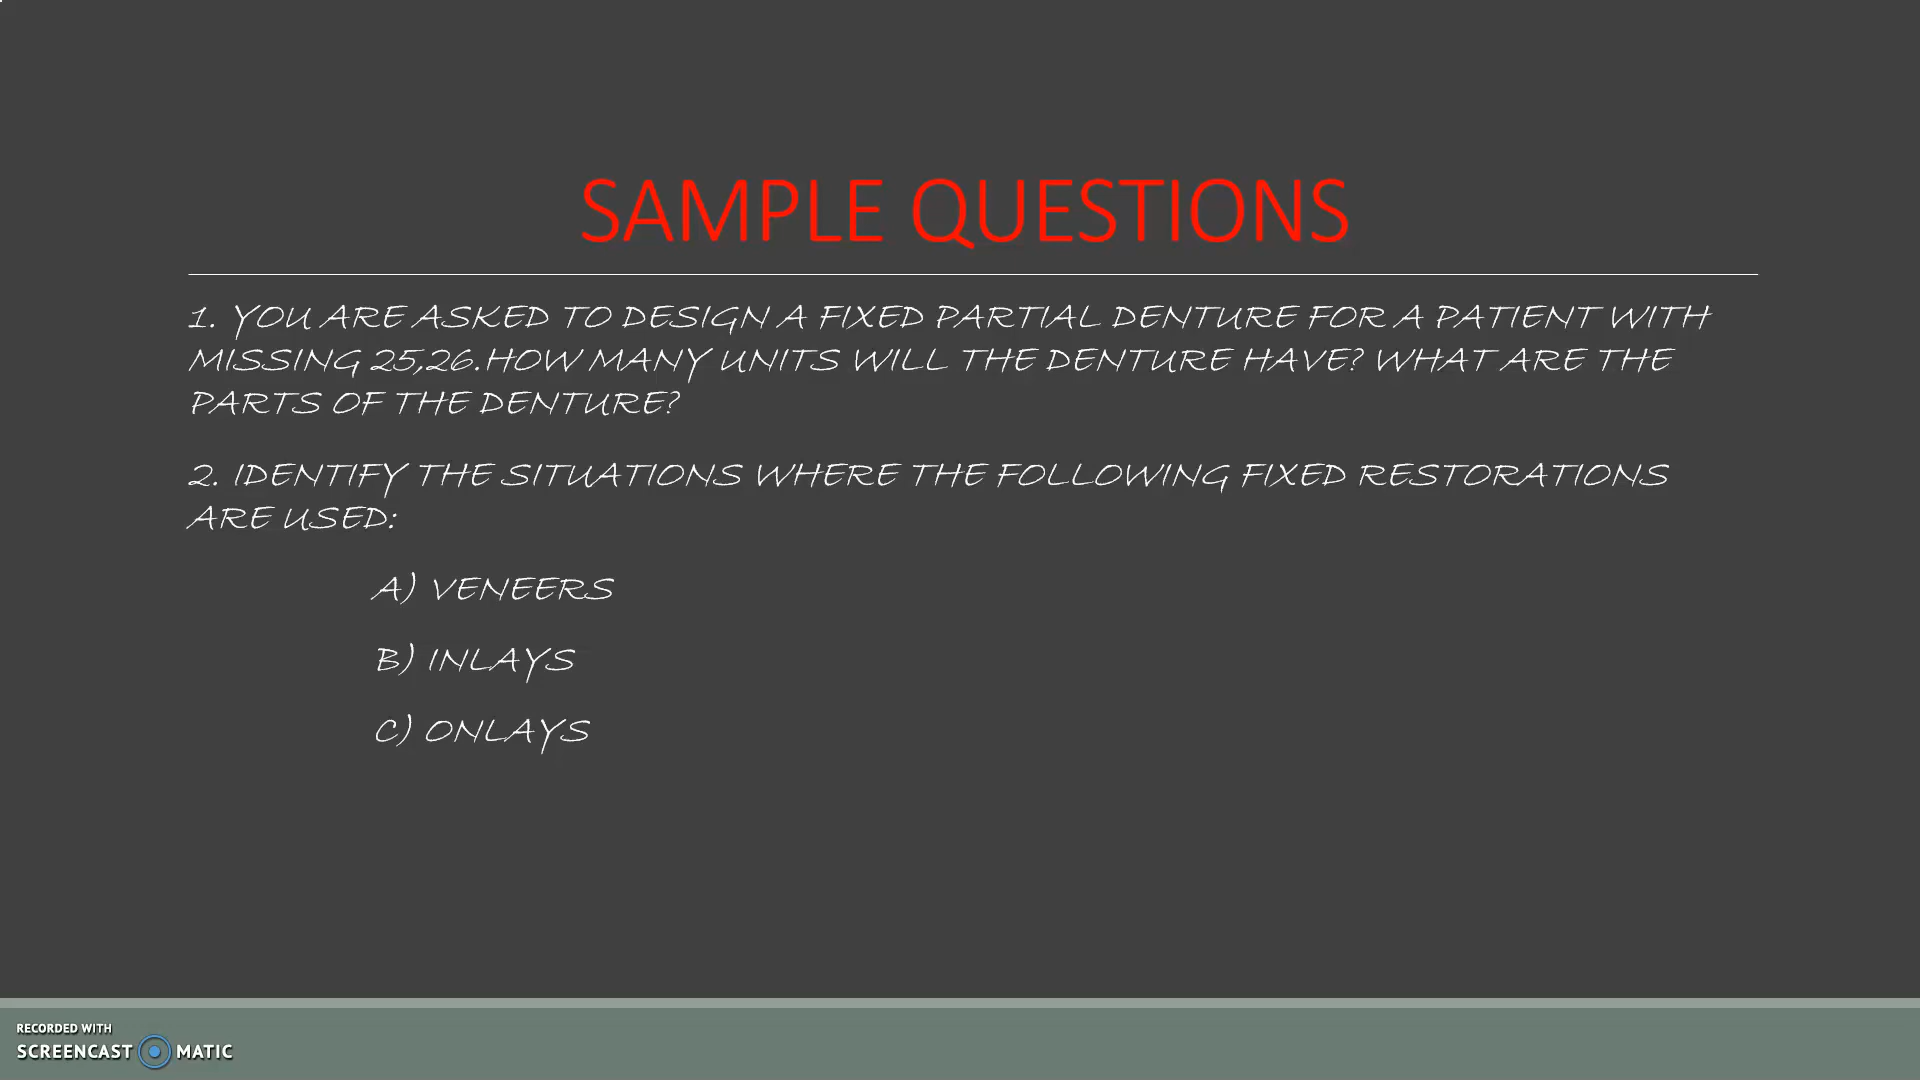 SAMPLE QUESTIONS
1. YOU ARE ASKED TO DESIGN A FIXED PARTIAL DENTURE FOR A PATIENT WITH
MISSING 25,26.HOW MANY UNITS WILL THE DENTURE HAVE? WHAT ARE THE
PARTS OF THE DENTURE?
2. IDENTIFY THE SITUATIONS WHERE THE FOLLOWING FIXED RESTORATIONS
ARE USED:
A) VENEERS
B) INLAYS
C) ONLAYS
RECORDED WITH
SCREENCAST MATIC